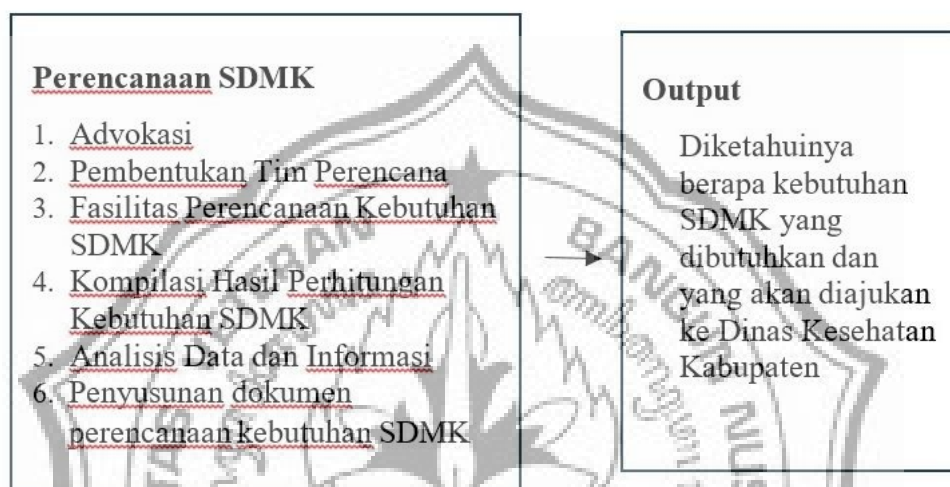 Perencanaan SDMK
1. Advokasi
2. Pembentukan Tim Perencana
3. Fasilitas Perencanaan Kebutuhan
SDMK
4. Kompilasi Hasil Perhitungan
Kebutuhan SDMK
5. Analisis Data dan Informasi
6. Penyusunan dokumen
perencanaan kebutuhan SDMK
Output
Diketahuinya
berapa kebutuhan
SDMK yang
dibutuhkan dan
yang akan diajukan
ke Dinas Kesehatan
Kabupaten